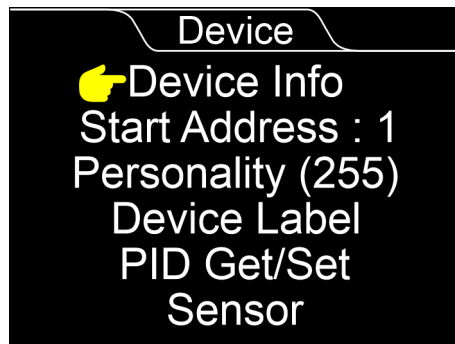 Device
Device Info
Start Address : 1
Personality (255)
Device Label
PID Get/Set
Sensor